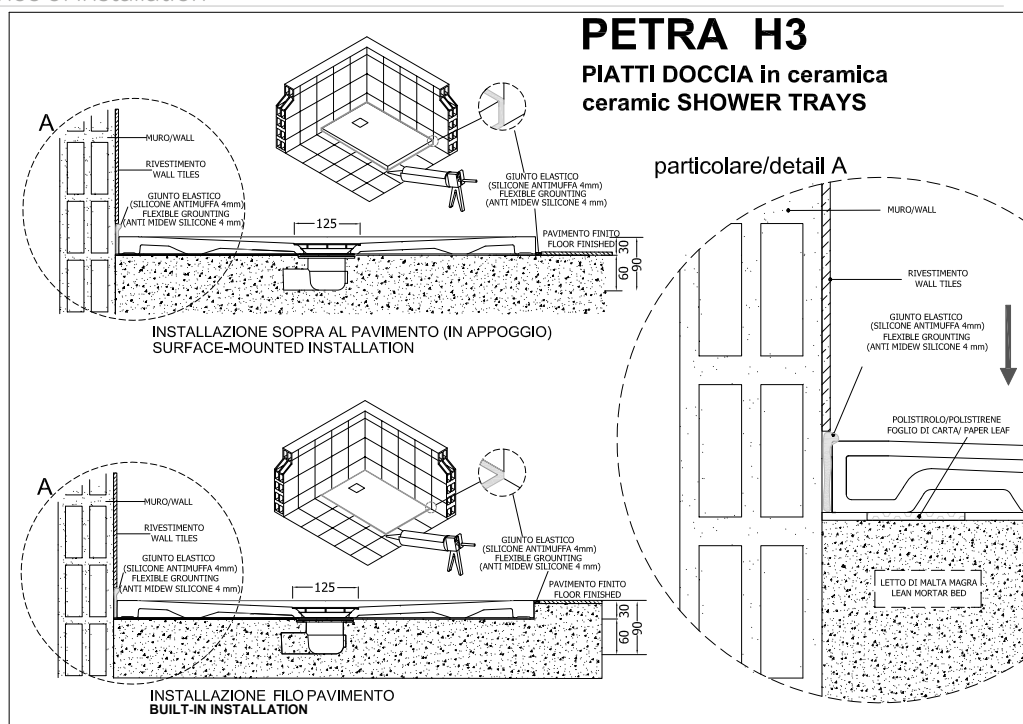 PETRA H3
PIATTI DOCCIA in ceramica
ceramic SHOWER TRAYS
A
MURO/WALL
RIVESTIMENTO
WALL TILES
GIUNTO ELASTICO
(SILICONE ANTIMUFFA 4mm)
FLEXIBLE GROUNTING
(ANTI MIDEW SILICONE 4 mm)
125
GIUNTO ELASTICO
(SILICONE ANTIMUFFA 4mm)
FLEXIBLE GROUNTING
(ANTI MIDEW SILICONE 4 mm)
PAVIMENTO FINITO
FLOOR FINISHED
30
60
90
INSTALLAZIONE SOPRA AL PAVIMENTO (IN APPOGGIO)
SURFACE-MOUNTED INSTALLATION
A
MURO/WALL
RIVESTIMENTO
WALL TILES
GIUNTO ELASTICO
(SILICONE ANTIMUFFA 4mm)
FLEXIBLE GROUNTING
(ANTI MIDEW SILICONE 4 mm)
125
GIUNTO ELASTICO
(SILICONE ANTIMUFFA 4mm)
FLEXIBLE GROUNTING
(ANTI MIDEW SILICONE 4 mm)
PAVIMENTO FINITO
FLOOR FINISHED
30
60
90
INSTALLAZIONE FILO PAVIMENTO
BUILT-IN INSTALLATION
particolare/detail A
MURO/WALL
RIVESTIMENTO
WALL TILES
GIUNTO ELASTICO
(SILICONE ANTIMUFFA 4mm)
FLEXIBLE GROUNTING
(ANTI MIDEW SILICONE 4 mm)
POLISTIROLO/POLISTIRENE
FOGLIO DI CARTA/ PAPER LEAF
LETTO DI MALTA MAGRA
LEAN MORTAR BED